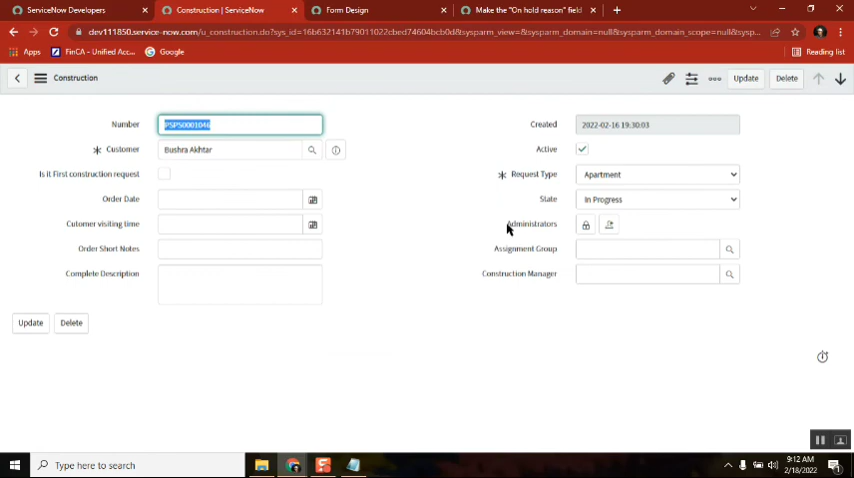 ServiceNow Developers
Construction | ServiceNow
Form Design
Make the "On hold reason" field
dev111850.service-now.com/u_construction.do?sys_id=16b632141b79011022cbed74604bcb0d&sysparm_view=&sysparm_domain=null&sysparm_domain_scope=null&sysp...
Apps
FinCA - Unified Acc...
Google
Reading list
Construction
Update
Delete
Number
PSPS0001046
Created
2022-02-16 19:30:03
Customer
Bushra Akhtar
Active
Is it First construction request
Request Type
Apartment
Order Date
State
In Progress
Cutomer visiting time
Administrators
Order Short Notes
Assignment Group
Complete Description
Construction Manager
Update
Delete
Type here to search
9:12 AM
2/18/2022
1